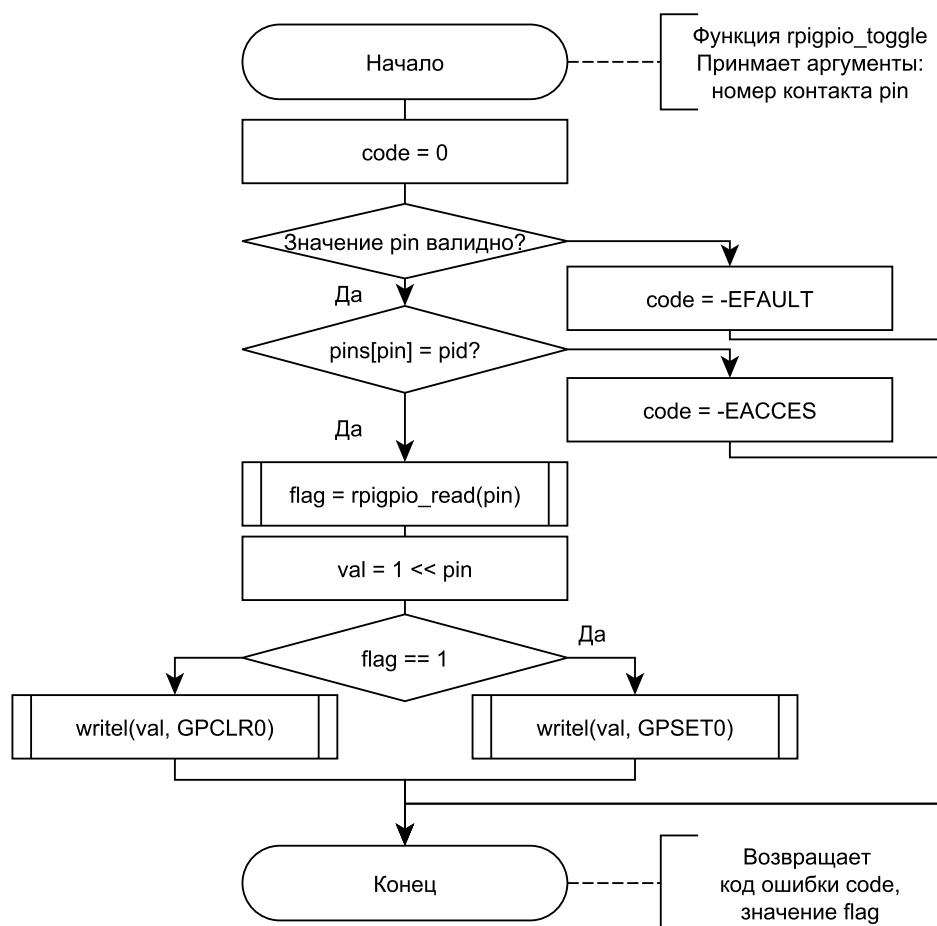 Начало
Функция rpigpio_toggle
Принмает аргументы:
номер контакта pin
code = 0
Значение pin валидно?
Да
code = -EFAULT
pins[pin] = pid?
Да
code = -EACCES
flag = rpigpio_read(pin)
val = 1 << pin
flag == 1
Да
writel(val, GPCLR0)
writel(val, GPSET0)
Конец
Возвращает
код ошибки code,
значение flag